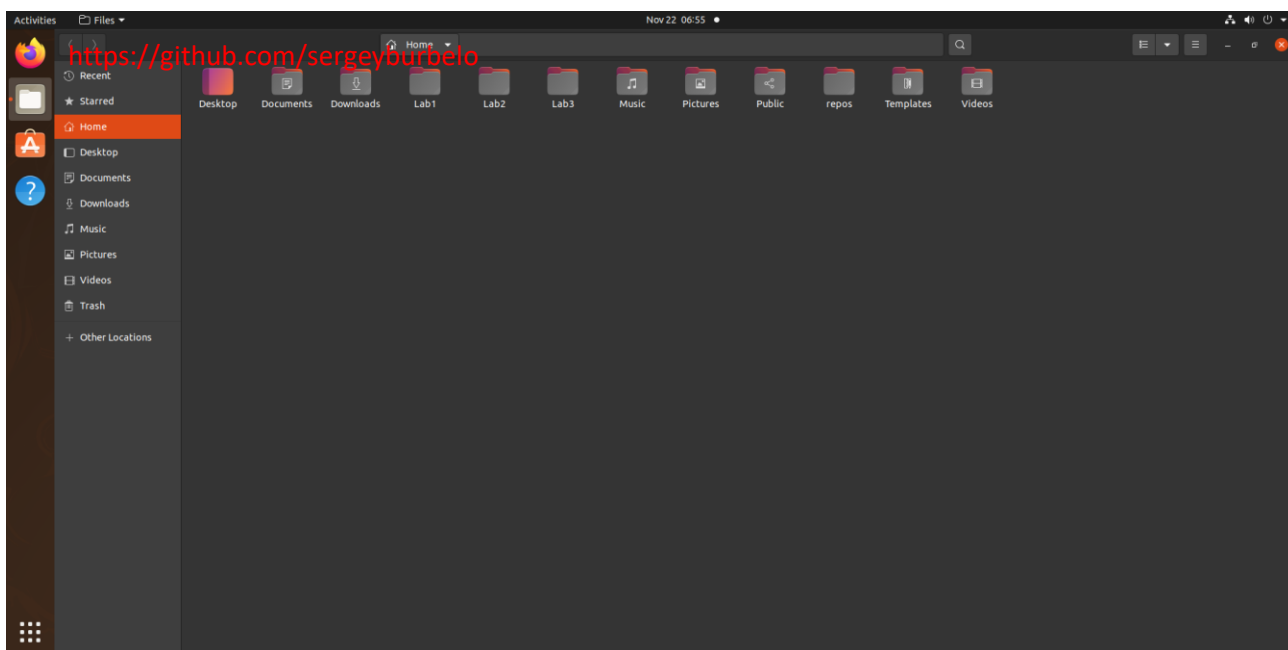 Activities Files Nov 22 06:55
Home
https://github.com/sergeyburbelo
Recent
Starred
Home
Desktop
Documents
Downloads
Music
Pictures
Videos
Trash
Other Locations
Desktop Documents Downloads Lab1 Lab2 Lab3 Music Pictures Public repos Templates Videos